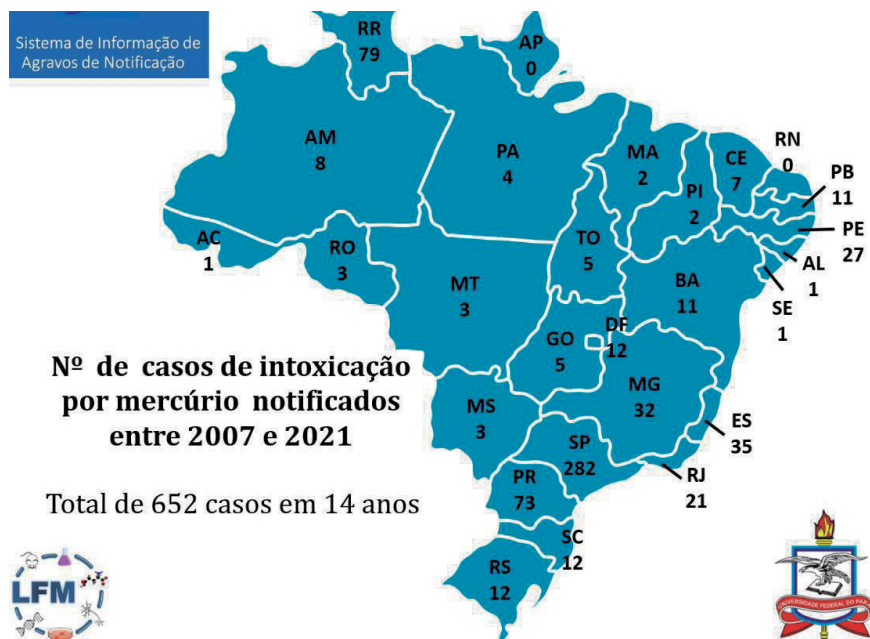 Sistema de Informação de
Agravos de Notificação
RR
79
AP
0
AM
8
PA
4
MA
2
CE
7
RN
0
PB
11
PI
2
PE
27
AC
1
RO
3
TO
5
AL
1
MT
3
BA
11
SE
1
GO
5
DF
12
Nº de casos de intoxicação
por mercúrio notificados
entre 2007 e 2021
MS
3
MG
32
ES
35
SP
282
RJ
21
PR
73
Total de 652 casos em 14 anos
SC
12
RS
12
LFM
UNIVERSIDADE FEDERAL DO PARÁ